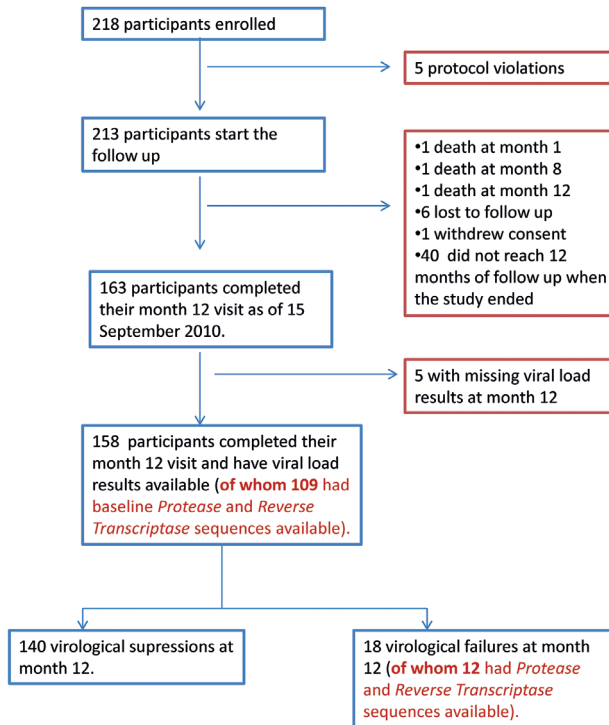 218 participants enrolled
5 protocol violations
213 participants start the
follow up
•1 death at month 1
•1 death at month 8
•1 death at month 12
•6 lost to follow up
•1 withdrew consent
•40 did not reach 12
months of follow up when
the study ended
163 participants completed
their month 12 visit as of 15
September 2010.
5 with missing viral load
results at month 12
158 participants completed their
month 12 visit and have viral load
results available (of whom 109 had
baseline Protease and Reverse
Transcriptase sequences available).
140 virological supressions at
month 12.
18 virological failures at month
12 (of whom 12 had Protease
and Reverse Transcriptase
sequences available).